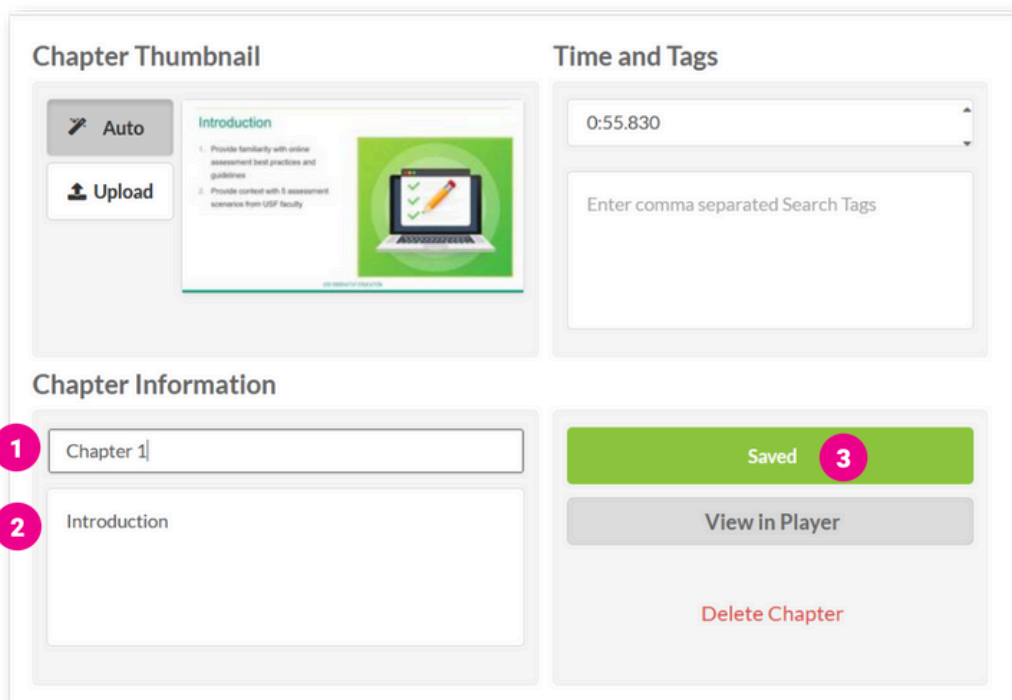 Chapter Thumbnail
Auto
Upload
Introduction
1. Provide familiarity with online
assessment best practices and
guidelines
2. Provide context with 5 assessment
scenarios from USF faculty
Time and Tags
0:55.830
Enter comma separated Search Tags
Chapter Information
1
Chapter 1
2
Introduction
Saved
3
View in Player
Delete Chapter